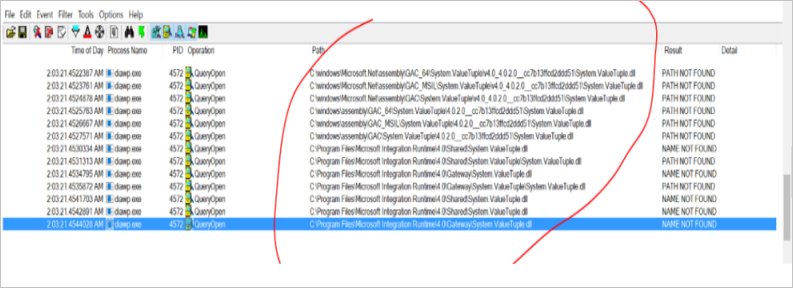 File Edit Event Filter Tools Options Help
Time of Day Process Name PID Operation Path Result Detail
2:03:21.4522387 AM diawp.exe 4572 QueryOpen C:\windows\Microsoft.Net\assembly\GAC_64\System.ValueTuple\v4.0_4.0.2.0__cc7b13ffcd2ddd51\System.ValueTuple.dll PATH NOT FOUND
2:03:21.4523761 AM diawp.exe 4572 QueryOpen C:\windows\Microsoft.Net\assembly\GAC_MSIL\System.ValueTuple\v4.0_4.0.2.0__cc7b13ffcd2ddd51\System.ValueTuple.dll PATH NOT FOUND
2:03:21.4524878 AM diawp.exe 4572 QueryOpen C:\windows\Microsoft.Net\assembly\GAC\System.ValueTuple\v4.0_4.0.2.0__cc7b13ffcd2ddd51\System.ValueTuple.dll PATH NOT FOUND
2:03:21.4525763 AM diawp.exe 4572 QueryOpen C:\windows\assembly\GAC_64\System.ValueTuple\4.0.2.0__cc7b13ffcd2ddd51\System.ValueTuple.dll PATH NOT FOUND
2:03:21.4526667 AM diawp.exe 4572 QueryOpen C:\windows\assembly\GAC_MSIL\System.ValueTuple\4.0.2.0__cc7b13ffcd2ddd51\System.ValueTuple.dll PATH NOT FOUND
2:03:21.4527571 AM diawp.exe 4572 QueryOpen C:\windows\assembly\GAC\System.ValueTuple\4.0.2.0__cc7b13ffcd2ddd51\System.ValueTuple.dll PATH NOT FOUND
2:03:21.4530334 AM diawp.exe 4572 QueryOpen C:\Program Files\Microsoft Integration Runtime\4.0\Shared\System.ValueTuple.dll NAME NOT FOUND
2:03:21.4531313 AM diawp.exe 4572 QueryOpen C:\Program Files\Microsoft Integration Runtime\4.0\Shared\System.ValueTuple\System.ValueTuple.dll PATH NOT FOUND
2:03:21.4534795 AM diawp.exe 4572 QueryOpen C:\Program Files\Microsoft Integration Runtime\4.0\Gateway\System.ValueTuple.dll NAME NOT FOUND
2:03:21.4535872 AM diawp.exe 4572 QueryOpen C:\Program Files\Microsoft Integration Runtime\4.0\Gateway\System.ValueTuple\System.ValueTuple.dll PATH NOT FOUND
2:03:21.4541703 AM diawp.exe 4572 QueryOpen C:\Program Files\Microsoft Integration Runtime\4.0\Shared\System.ValueTuple.dll NAME NOT FOUND
2:03:21.4542891 AM diawp.exe 4572 QueryOpen C:\Program Files\Microsoft Integration Runtime\4.0\Shared\System.ValueTuple.dll NAME NOT FOUND
2:03:21.4544028 AM diawp.exe 4572 QueryOpen C:\Program Files\Microsoft Integration Runtime\4.0\Gateway\System.ValueTuple.dll NAME NOT FOUND